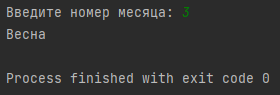 Введите номер месяца: 3
Весна
Process finished with exit code 0